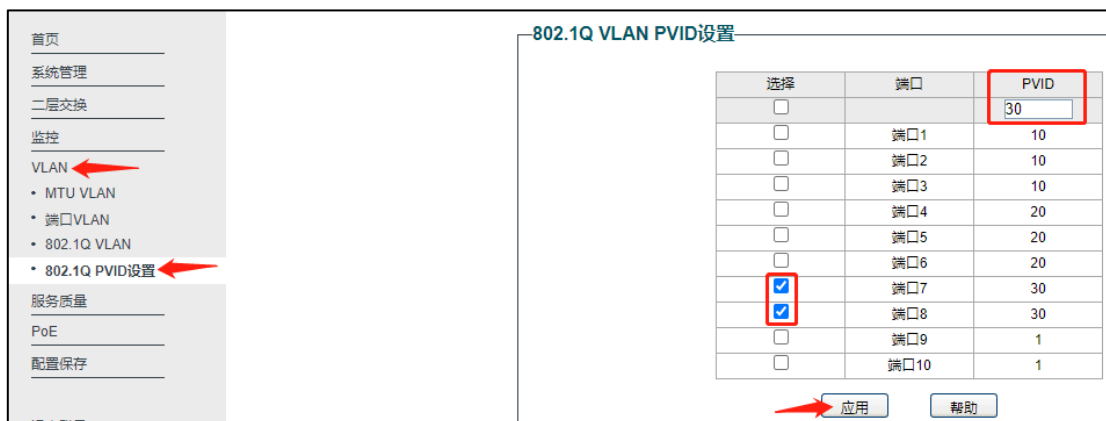 首页
系统管理
二层交换
监控
VLAN
• MTU VLAN
• 端口VLAN
• 802.1Q VLAN
• 802.1Q PVID设置
服务质量
PoE
配置保存
802.1Q VLAN PVID设置
选择 端口 PVID
30
端口1 10
端口2 10
端口3 10
端口4 20
端口5 20
端口6 20
端口7 30
端口8 30
端口9 1
端口10 1
应用 帮助